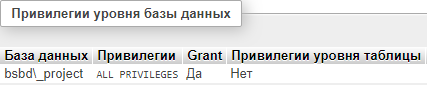 Привилегии уровня базы данных
База данных Привилегии Grant Привилегии уровня таблицы
bsbd\_project ALL PRIVILEGES Да Нет